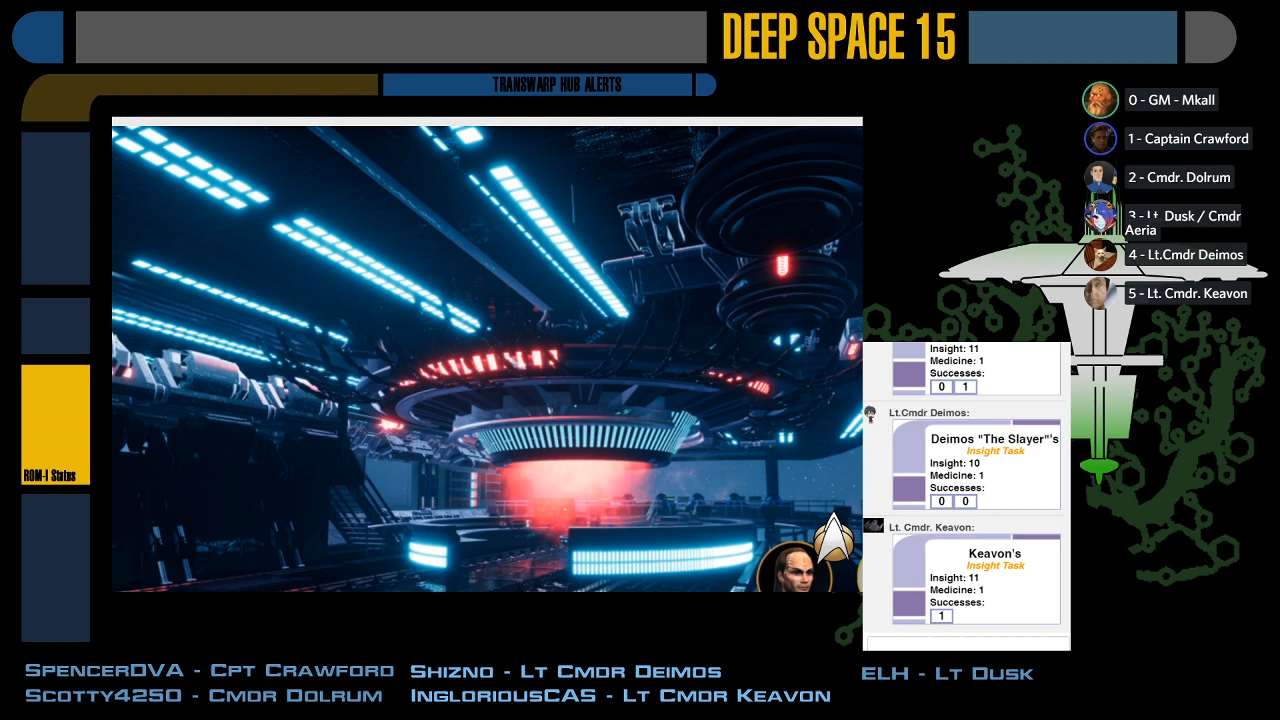 DEEP SPACE 15
TRANSWARP HUB ALERTS
0 - GM - Mkall
1 - Captain Crawford
2 - Cmdr. Dolrum
3 - Lt Dusk / Cmdr
Aeria
4 - Lt.Cmdr Deimos
5 - Lt. Cmdr. Keavon
Insight: 11
Medicine: 1
Successes:
0 1
Lt.Cmdr Deimos:
Deimos "The Slayer"'s
Insight Task
Insight: 10
Medicine: 1
Successes:
0 0
Lt. Cmdr. Keavon:
Keavon's
Insight Task
Insight: 11
Medicine: 1
Successes:
1
ROM-I Status
SpencerDVA - Cpt Crawford
Shizno - Lt Cmdr Deimos
ELH - Lt Dusk
Scotty4250 - Cmdr Dolrum
IngloriousCAS - Lt Cmdr Keavon